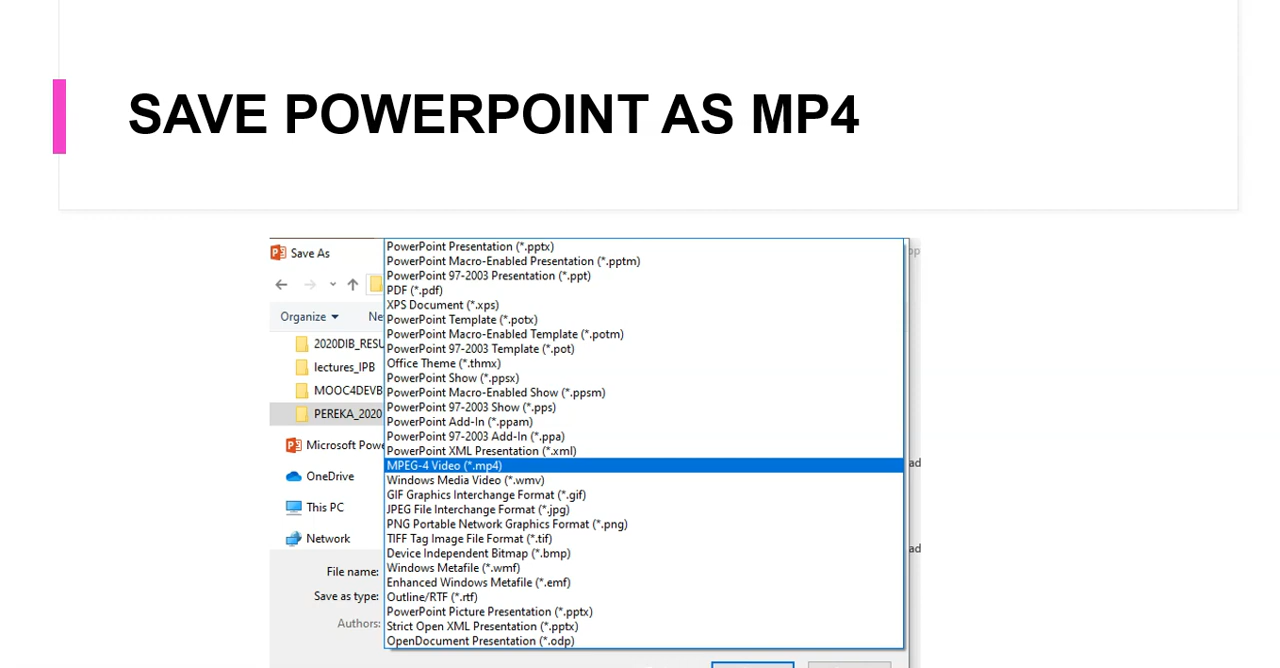 SAVE POWERPOINT AS MP4
Save As
Organize
Ne
2020DIB_RESU
lectures_IPB
MOOC4DEVB
PEREKA_2020
Microsoft Powe
OneDrive
This PC
Network
File name:
Save as type:
Authors:
PowerPoint Presentation (*.pptx)
PowerPoint Macro-Enabled Presentation (*.pptm)
PowerPoint 97-2003 Presentation (*.ppt)
PDF (*.pdf)
XPS Document (*.xps)
PowerPoint Template (*.potx)
PowerPoint Macro-Enabled Template (*.potm)
PowerPoint 97-2003 Template (*.pot)
Office Theme (*.thmx)
PowerPoint Show (*.ppsx)
PowerPoint Macro-Enabled Show (*.ppsm)
PowerPoint 97-2003 Show (*.pps)
PowerPoint Add-In (*.ppam)
PowerPoint 97-2003 Add-In (*.ppa)
PowerPoint XML Presentation (*.xml)
MPEG-4 Video (*.mp4)
Windows Media Video (*.wmv)
GIF Graphics Interchange Format (*.gif)
JPEG File Interchange Format (*.jpg)
PNG Portable Network Graphics Format (*.png)
TIFF Tag Image File Format (*.tif)
Device Independent Bitmap (*.bmp)
Windows Metafile (*.wmf)
Enhanced Windows Metafile (*.emf)
Outline/RTF (*.rtf)
PowerPoint Picture Presentation (*.pptx)
Strict Open XML Presentation (*.pptx)
OpenDocument Presentation (*.odp)
pp
ad
ad